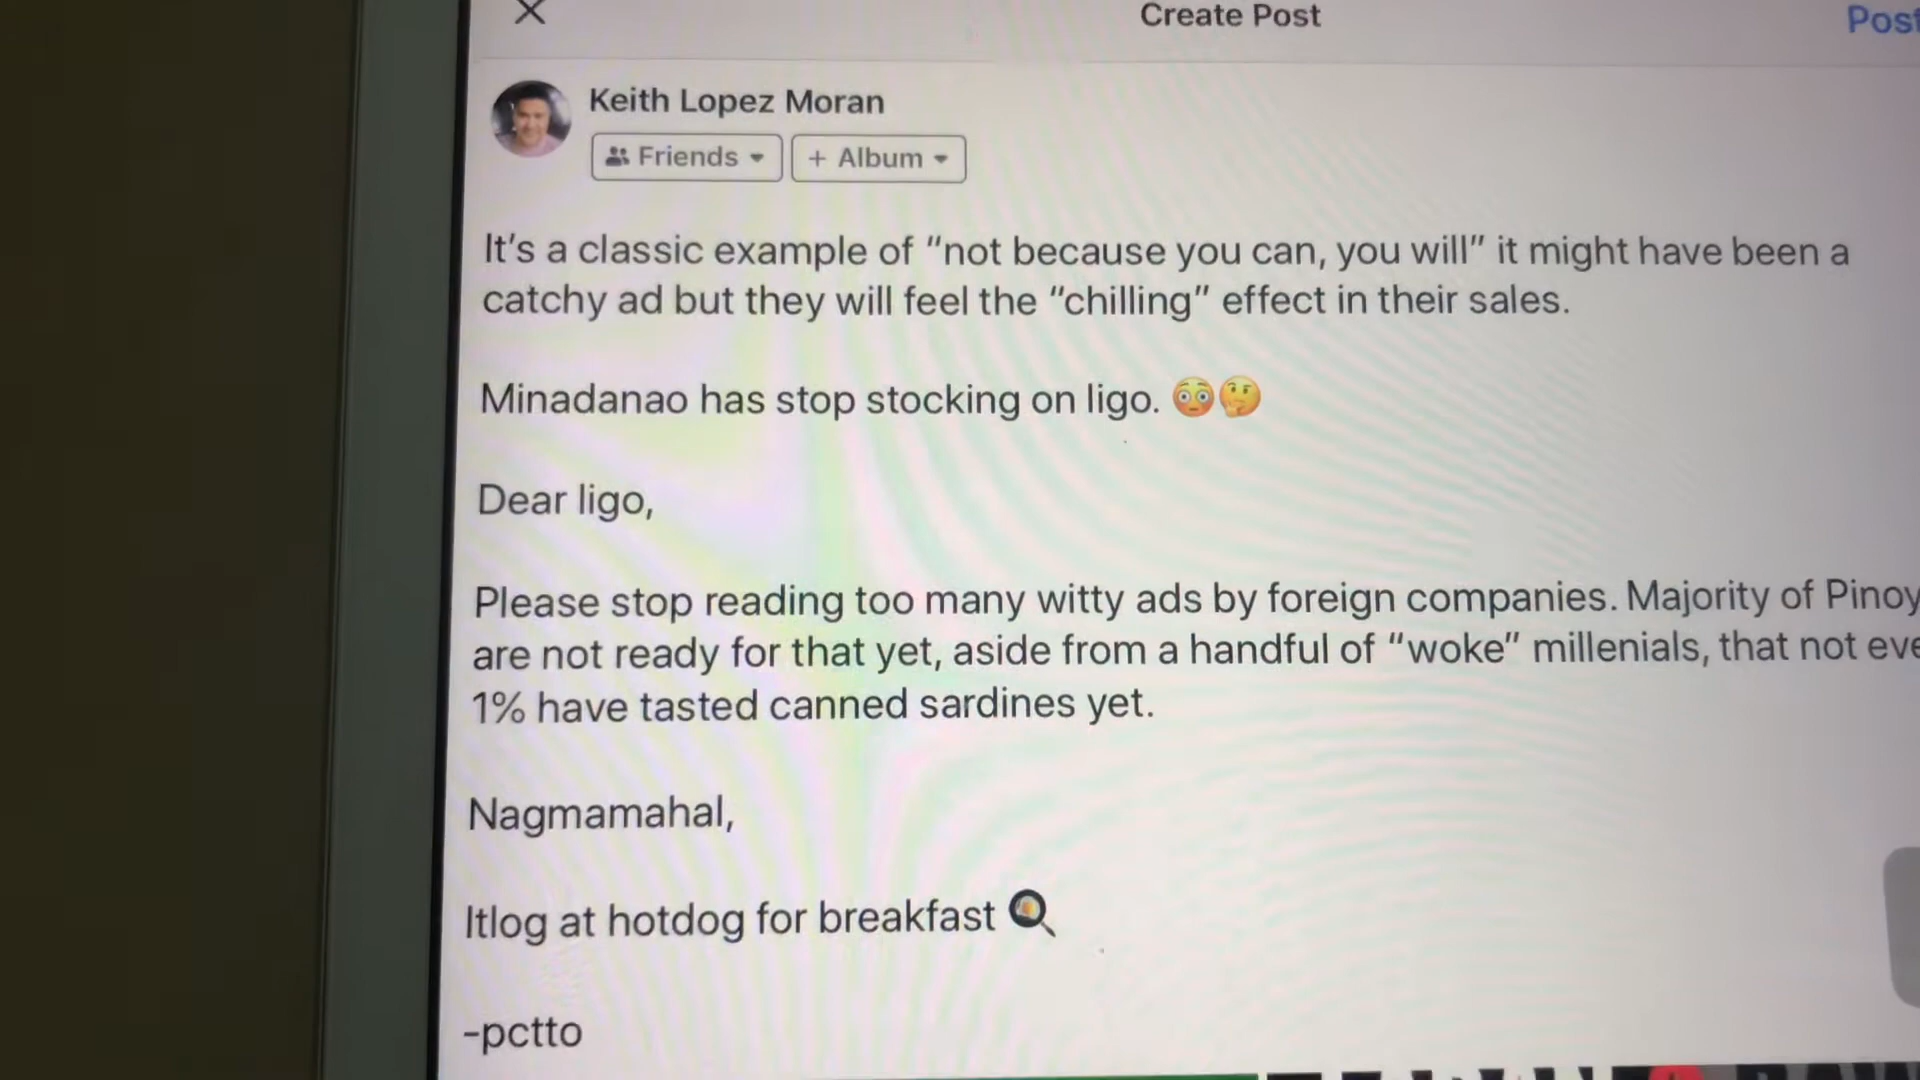 Create Post
Post
Keith Lopez Moran
Friends
+ Album
It's a classic example of "not because you can, you will" it might have been a
catchy ad but they will feel the "chilling" effect in their sales.
Minadanao has stop stocking on ligo. 😳🤔
Dear ligo,
Please stop reading too many witty ads by foreign companies. Majority of Pinoy
are not ready for that yet, aside from a handful of "woke" millenials, that not eve
1% have tasted canned sardines yet.
Nagmamahal,
Itlog at hotdog for breakfast 🍳
-pctto